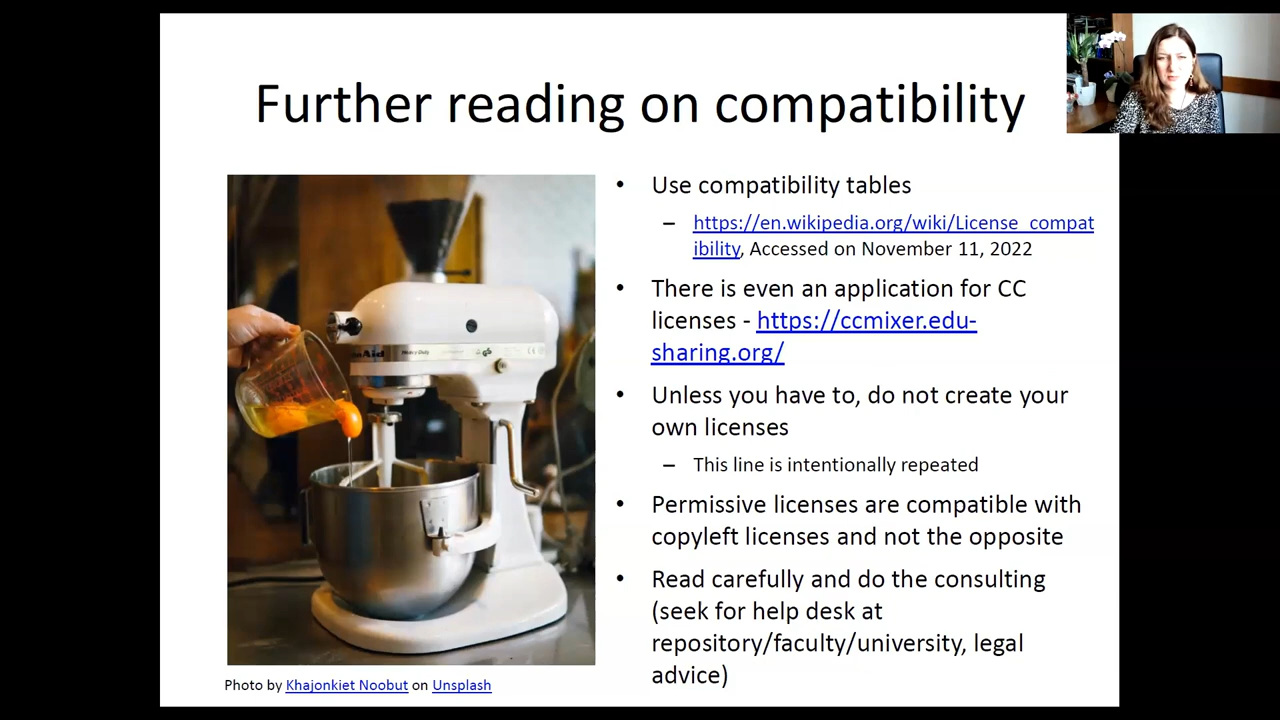 Further reading on compatibility
• Use compatibility tables
– https://en.wikipedia.org/wiki/License_compat
ibility, Accessed on November 11, 2022
• There is even an application for CC
licenses - https://ccmixer.edu-
sharing.org/
• Unless you have to, do not create your
own licenses
– This line is intentionally repeated
• Permissive licenses are compatible with
copyleft licenses and not the opposite
• Read carefully and do the consulting
(seek for help desk at
repository/faculty/university, legal
advice)
Photo by Khajonkiet Noobut on Unsplash